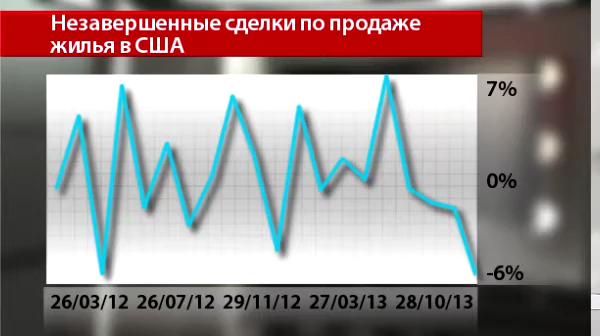 Незавершенные сделки по продаже
жилья в США
7%
0%
-6%
26/03/12 26/07/12 29/11/12 27/03/13 28/10/13